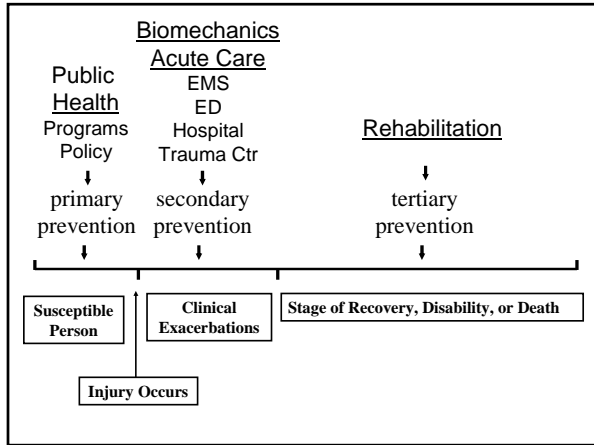 Public
Health
Programs
Policy
primary
prevention
Biomechanics
Acute Care
EMS
ED
Hospital
Trauma Ctr
secondary
prevention
Rehabilitation
tertiary
prevention
Susceptible
Person
Clinical
Exacerbations
Stage of Recovery, Disability, or Death
Injury Occurs